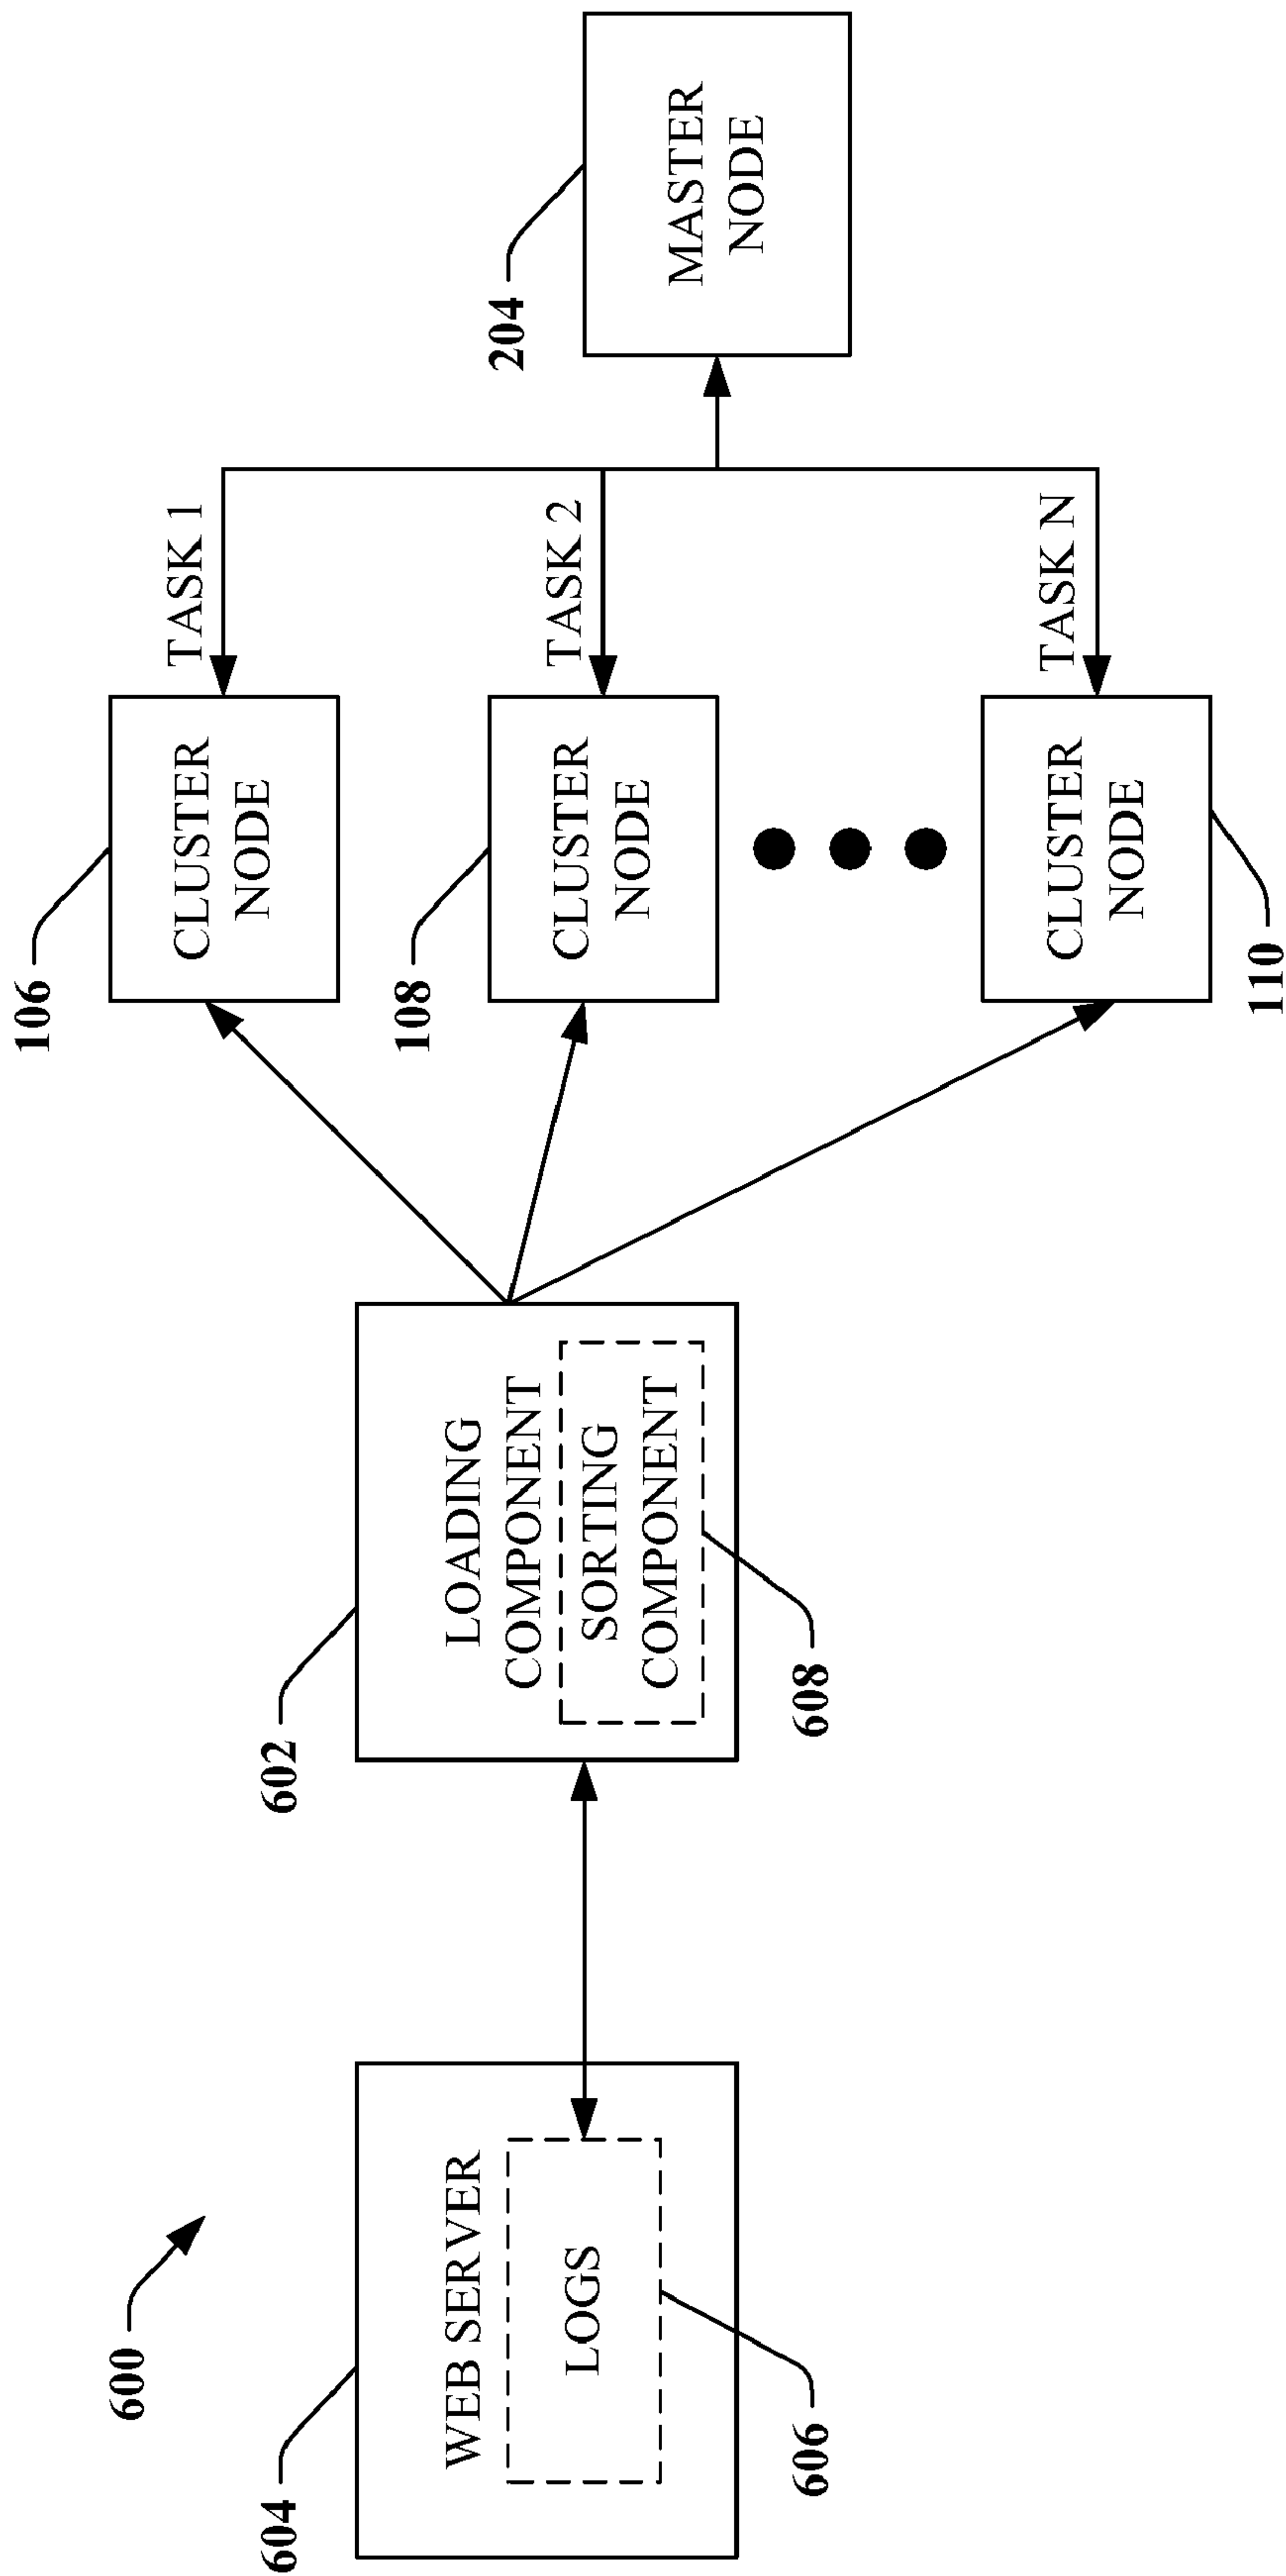 600
604
WEB SERVER
LOGS
606
602
LOADING
COMPONENT
SORTING
COMPONENT
608
106
CLUSTER
NODE
TASK 1
108
CLUSTER
NODE
TASK 2
CLUSTER
NODE
110
TASK N
204
MASTER
NODE